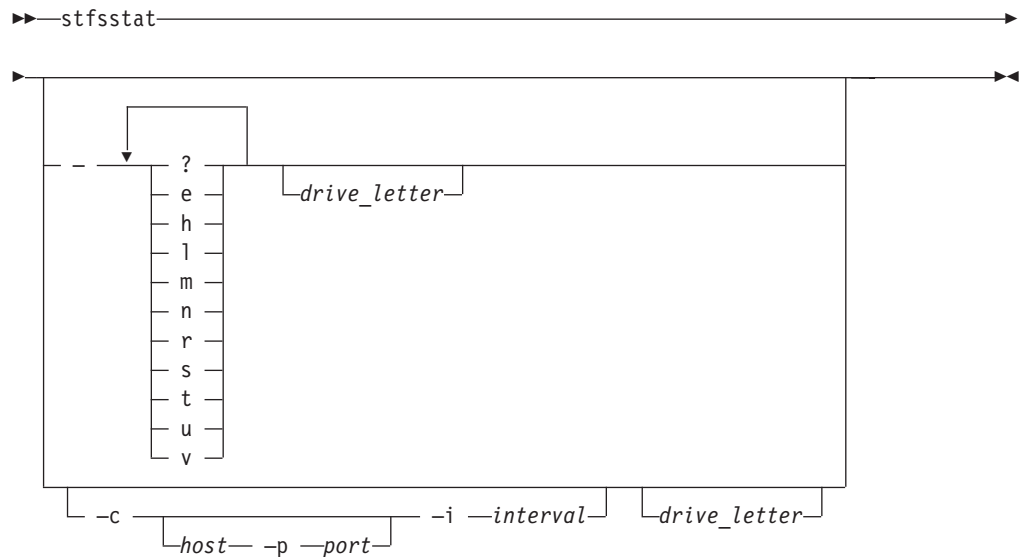 stfsstat
– ?
drive_letter
e
h
l
m
n
r
s
t
u
v
–c –i interval drive_letter
host –p port